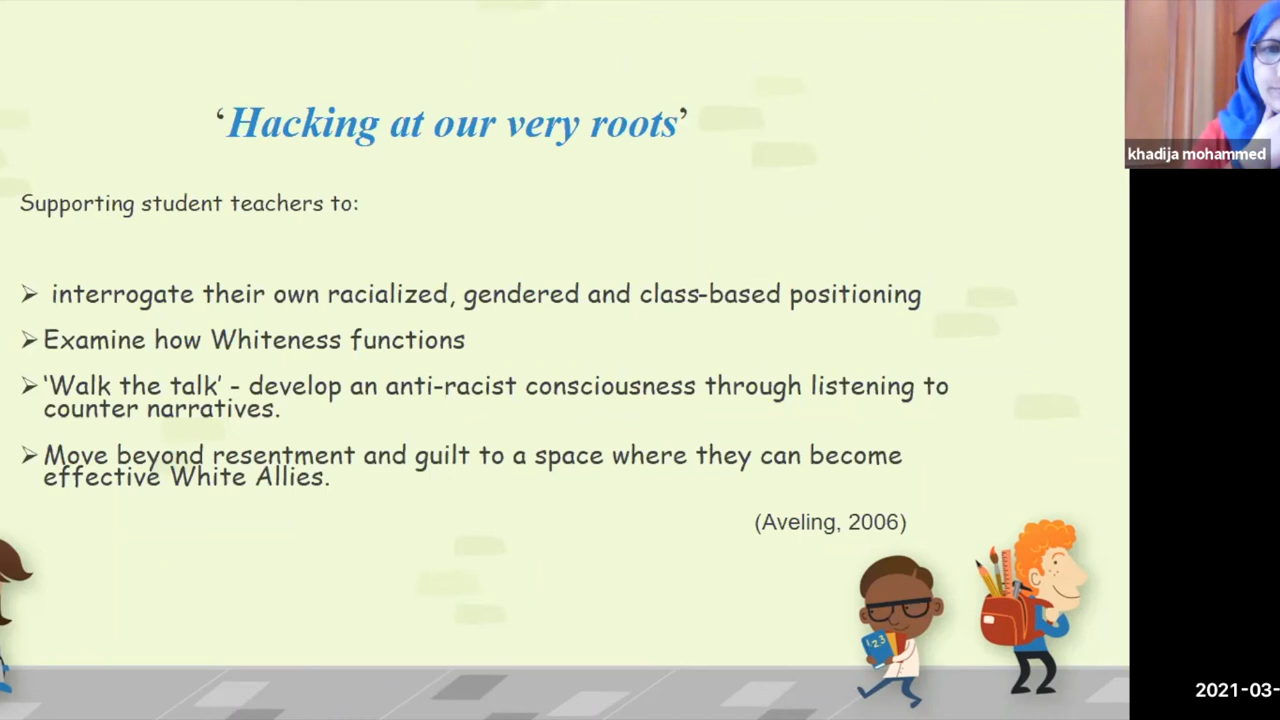 ‘Hacking at our very roots’
khadija mohammed
Supporting student teachers to:
➢ interrogate their own racialized, gendered and class-based positioning
➢ Examine how Whiteness functions
➢ ‘Walk the talk’ - develop an anti-racist consciousness through listening to
counter narratives.
➢ Move beyond resentment and guilt to a space where they can become
effective White Allies.
(Aveling, 2006)
123
2021-03-